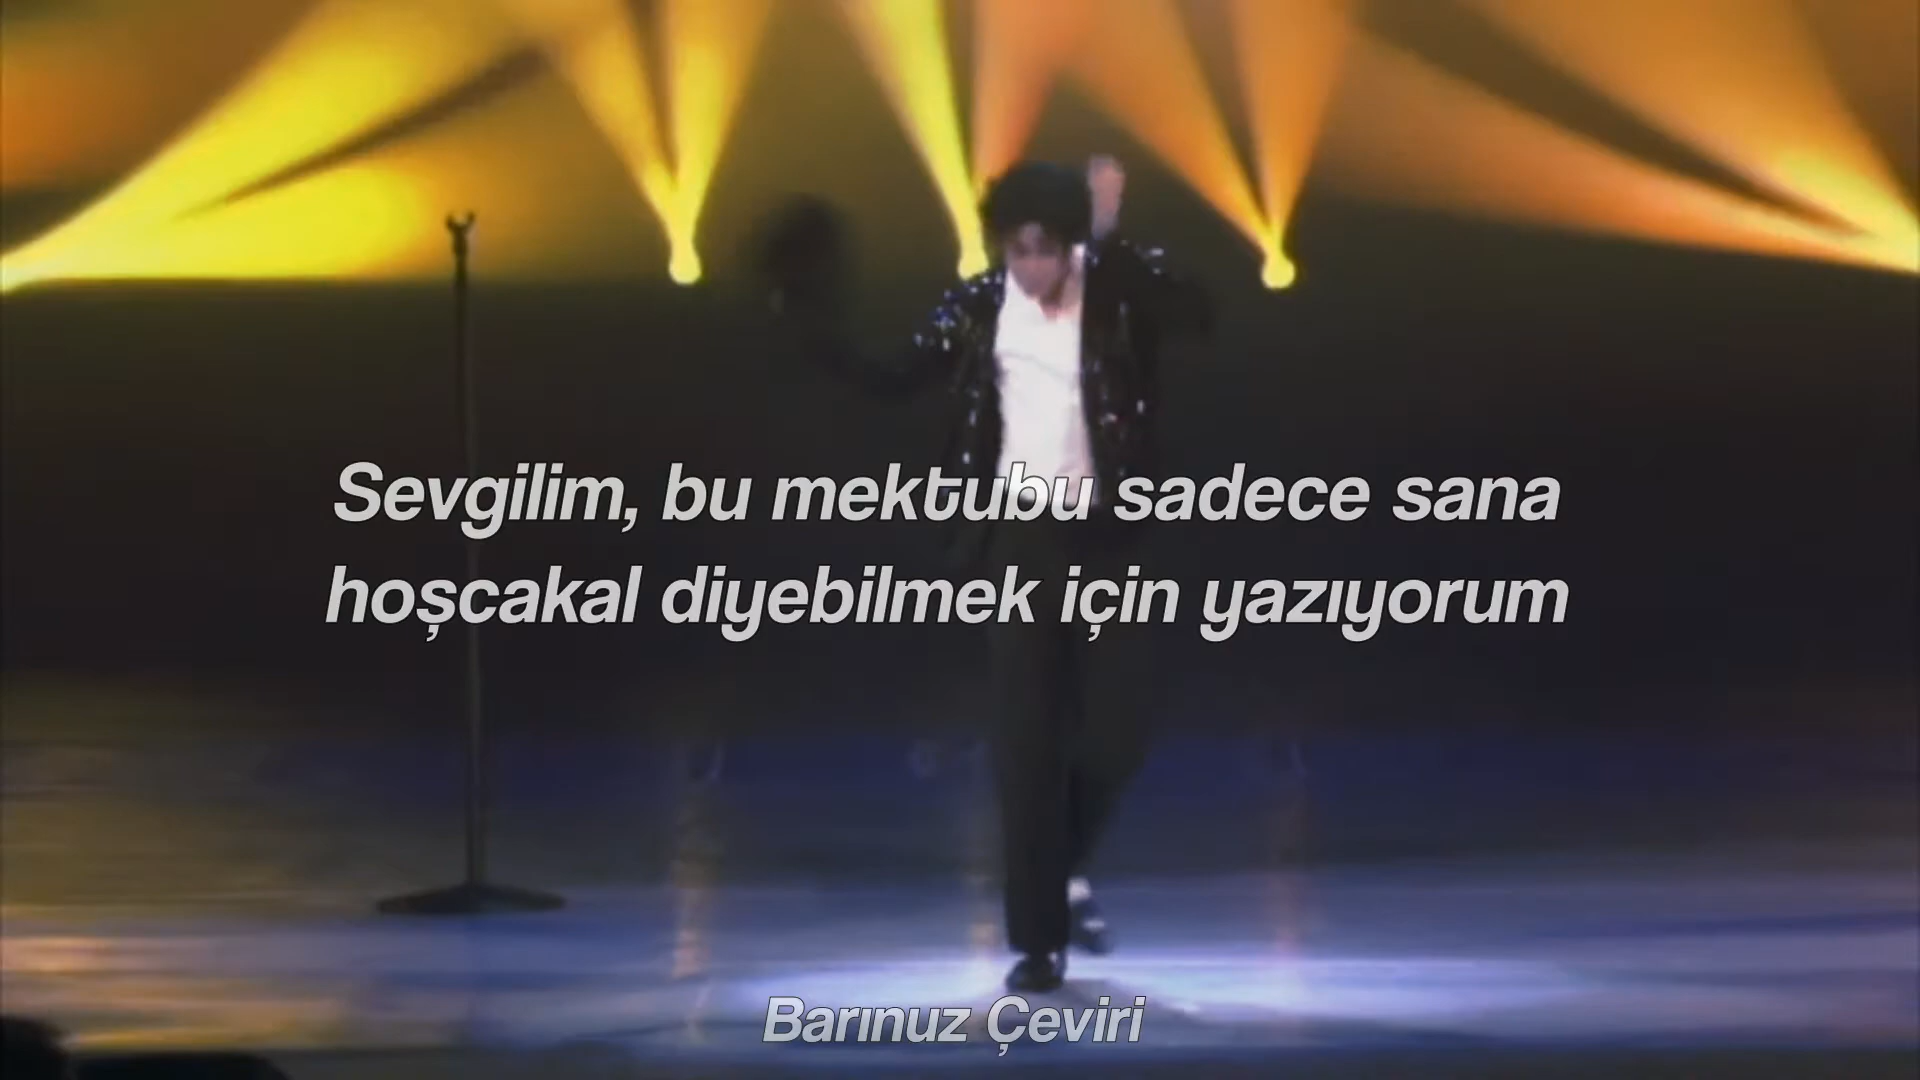 Sevgilim, bu mektubu sadece sana
hoşcakal diyebilmek için yazıyorum
Barınuz Çeviri